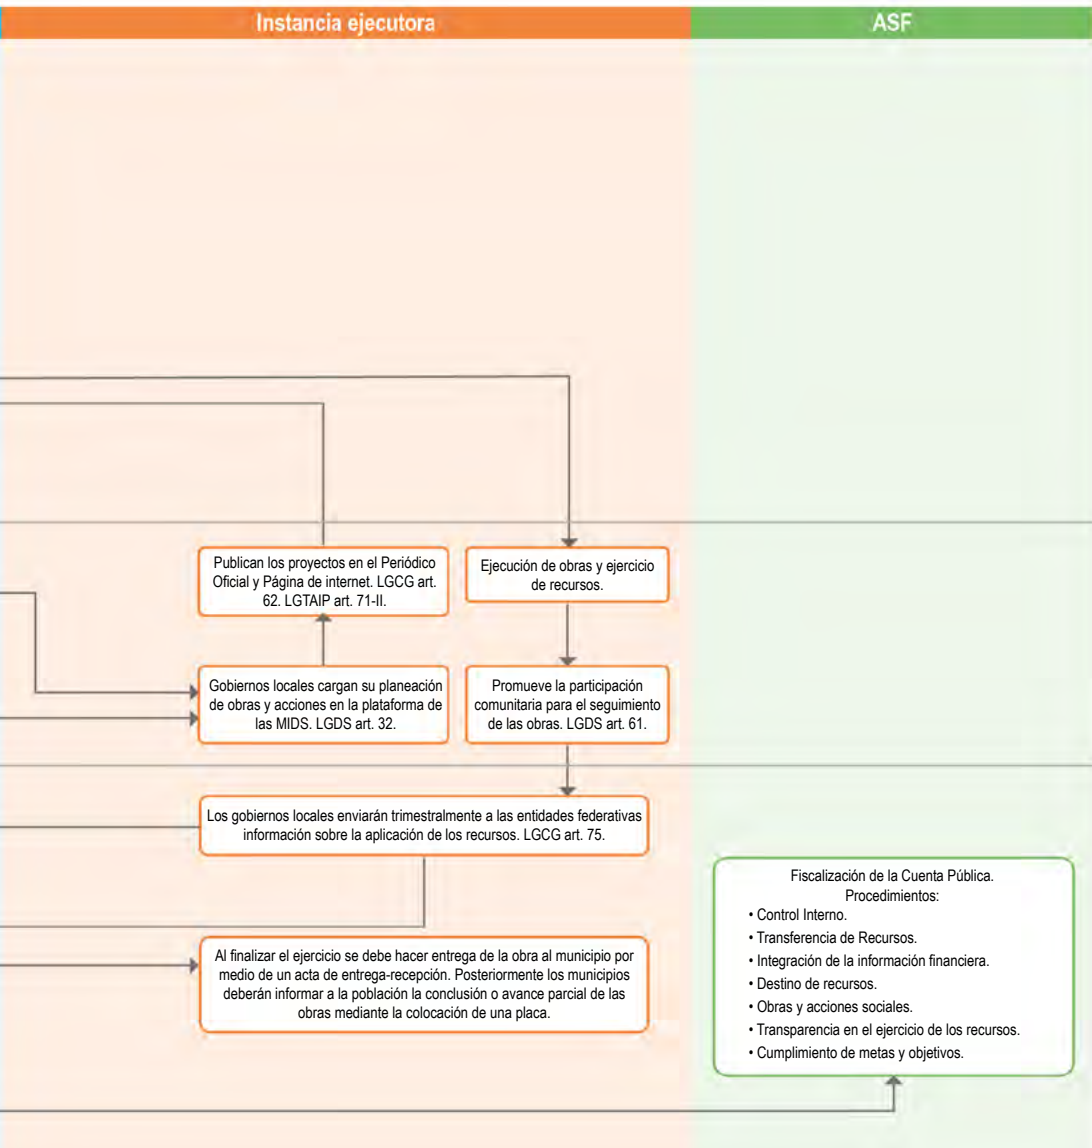 Instancia ejecutora
ASF
Publican los proyectos en el Periódico
Oficial y Página de internet. LGCG art.
62. LGTAIP art. 71-II.
Ejecución de obras y ejercicio
de recursos.
Gobiernos locales cargan su planeación
de obras y acciones en la plataforma de
las MIDS. LGDS art. 32.
Promueve la participación
comunitaria para el seguimiento
de las obras. LGDS art. 61.
Los gobiernos locales enviarán trimestralmente a las entidades federativas
información sobre la aplicación de los recursos. LGCG art. 75.
Al finalizar el ejercicio se debe hacer entrega de la obra al municipio por
medio de un acta de entrega-recepción. Posteriormente los municipios
deberán informar a la población la conclusión o avance parcial de las
obras mediante la colocación de una placa.
Fiscalización de la Cuenta Pública.
Procedimientos:
• Control Interno.
• Transferencia de Recursos.
• Integración de la información financiera.
• Destino de recursos.
• Obras y acciones sociales.
• Transparencia en el ejercicio de los recursos.
• Cumplimiento de metas y objetivos.